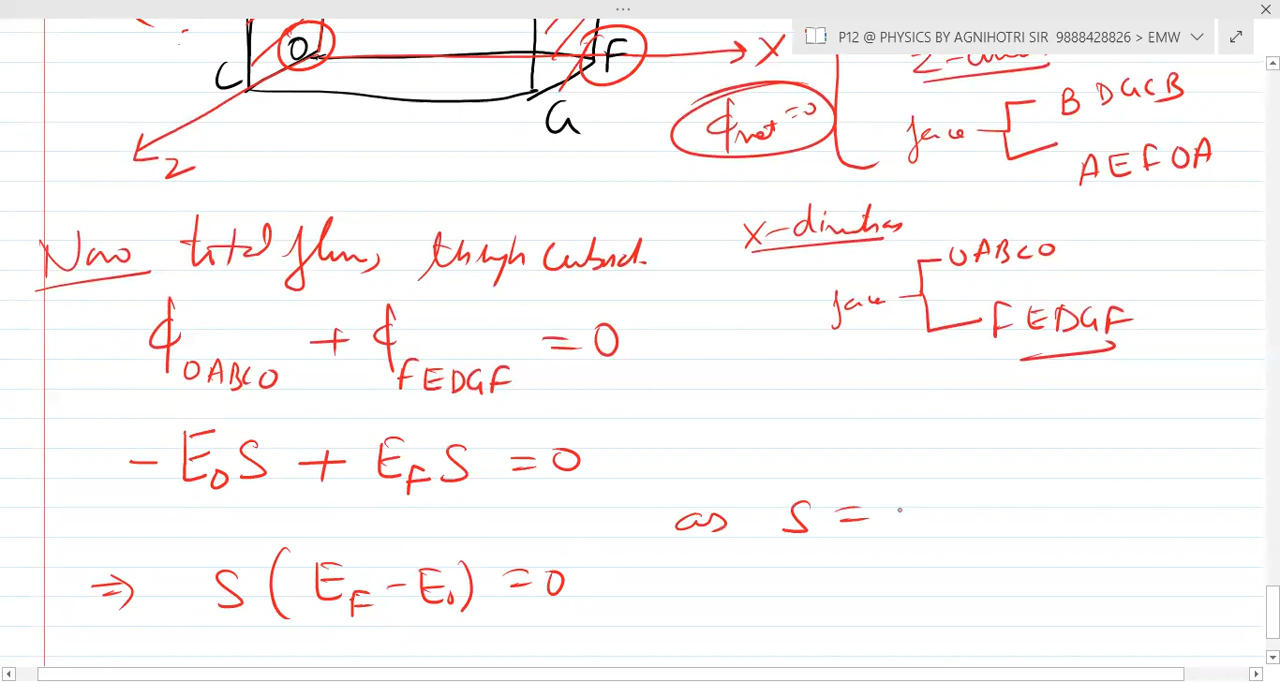 P12 @ PHYSICS BY AGNIHOTRI SIR 9888428826 > EMW
O
F
X
C
G
Z
ϕnet = 0
face
BDGCB
AEFOA
X-direction
face
OABCO
FEDGF
Now total flux through cuboid.
ϕOABCO + ϕFEDGF = 0
- EOS + EFS = 0
as S =
⇒ S ( EF - EO ) = 0